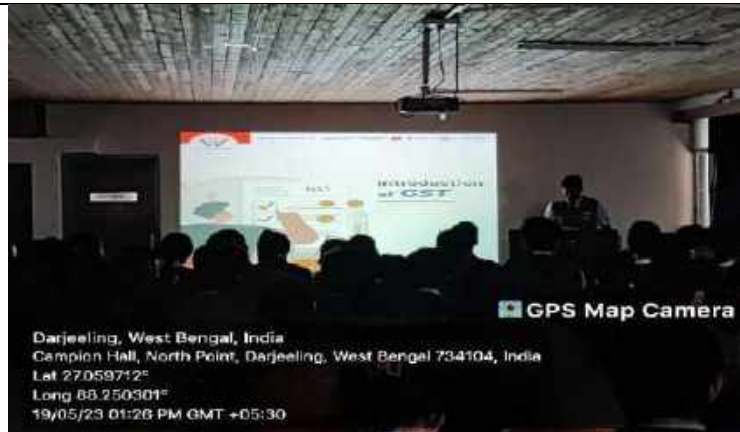 GST
Introduction
of GST
GPS Map Camera
Darjeeling, West Bengal, India
Campion Hall, North Point, Darjeeling, West Bengal 734104, India
Lat 27.059712°
Long 88.250301°
19/05/23 01:26 PM GMT +05:30